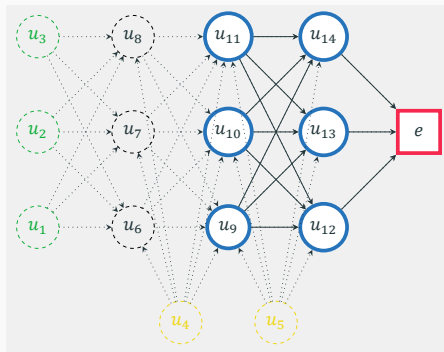 u₃ u₈ u₁₁ u₁₄
u₂ u₇ u₁₀ u₁₃ e
u₁ u₆ u₉ u₁₂
u₄ u₅